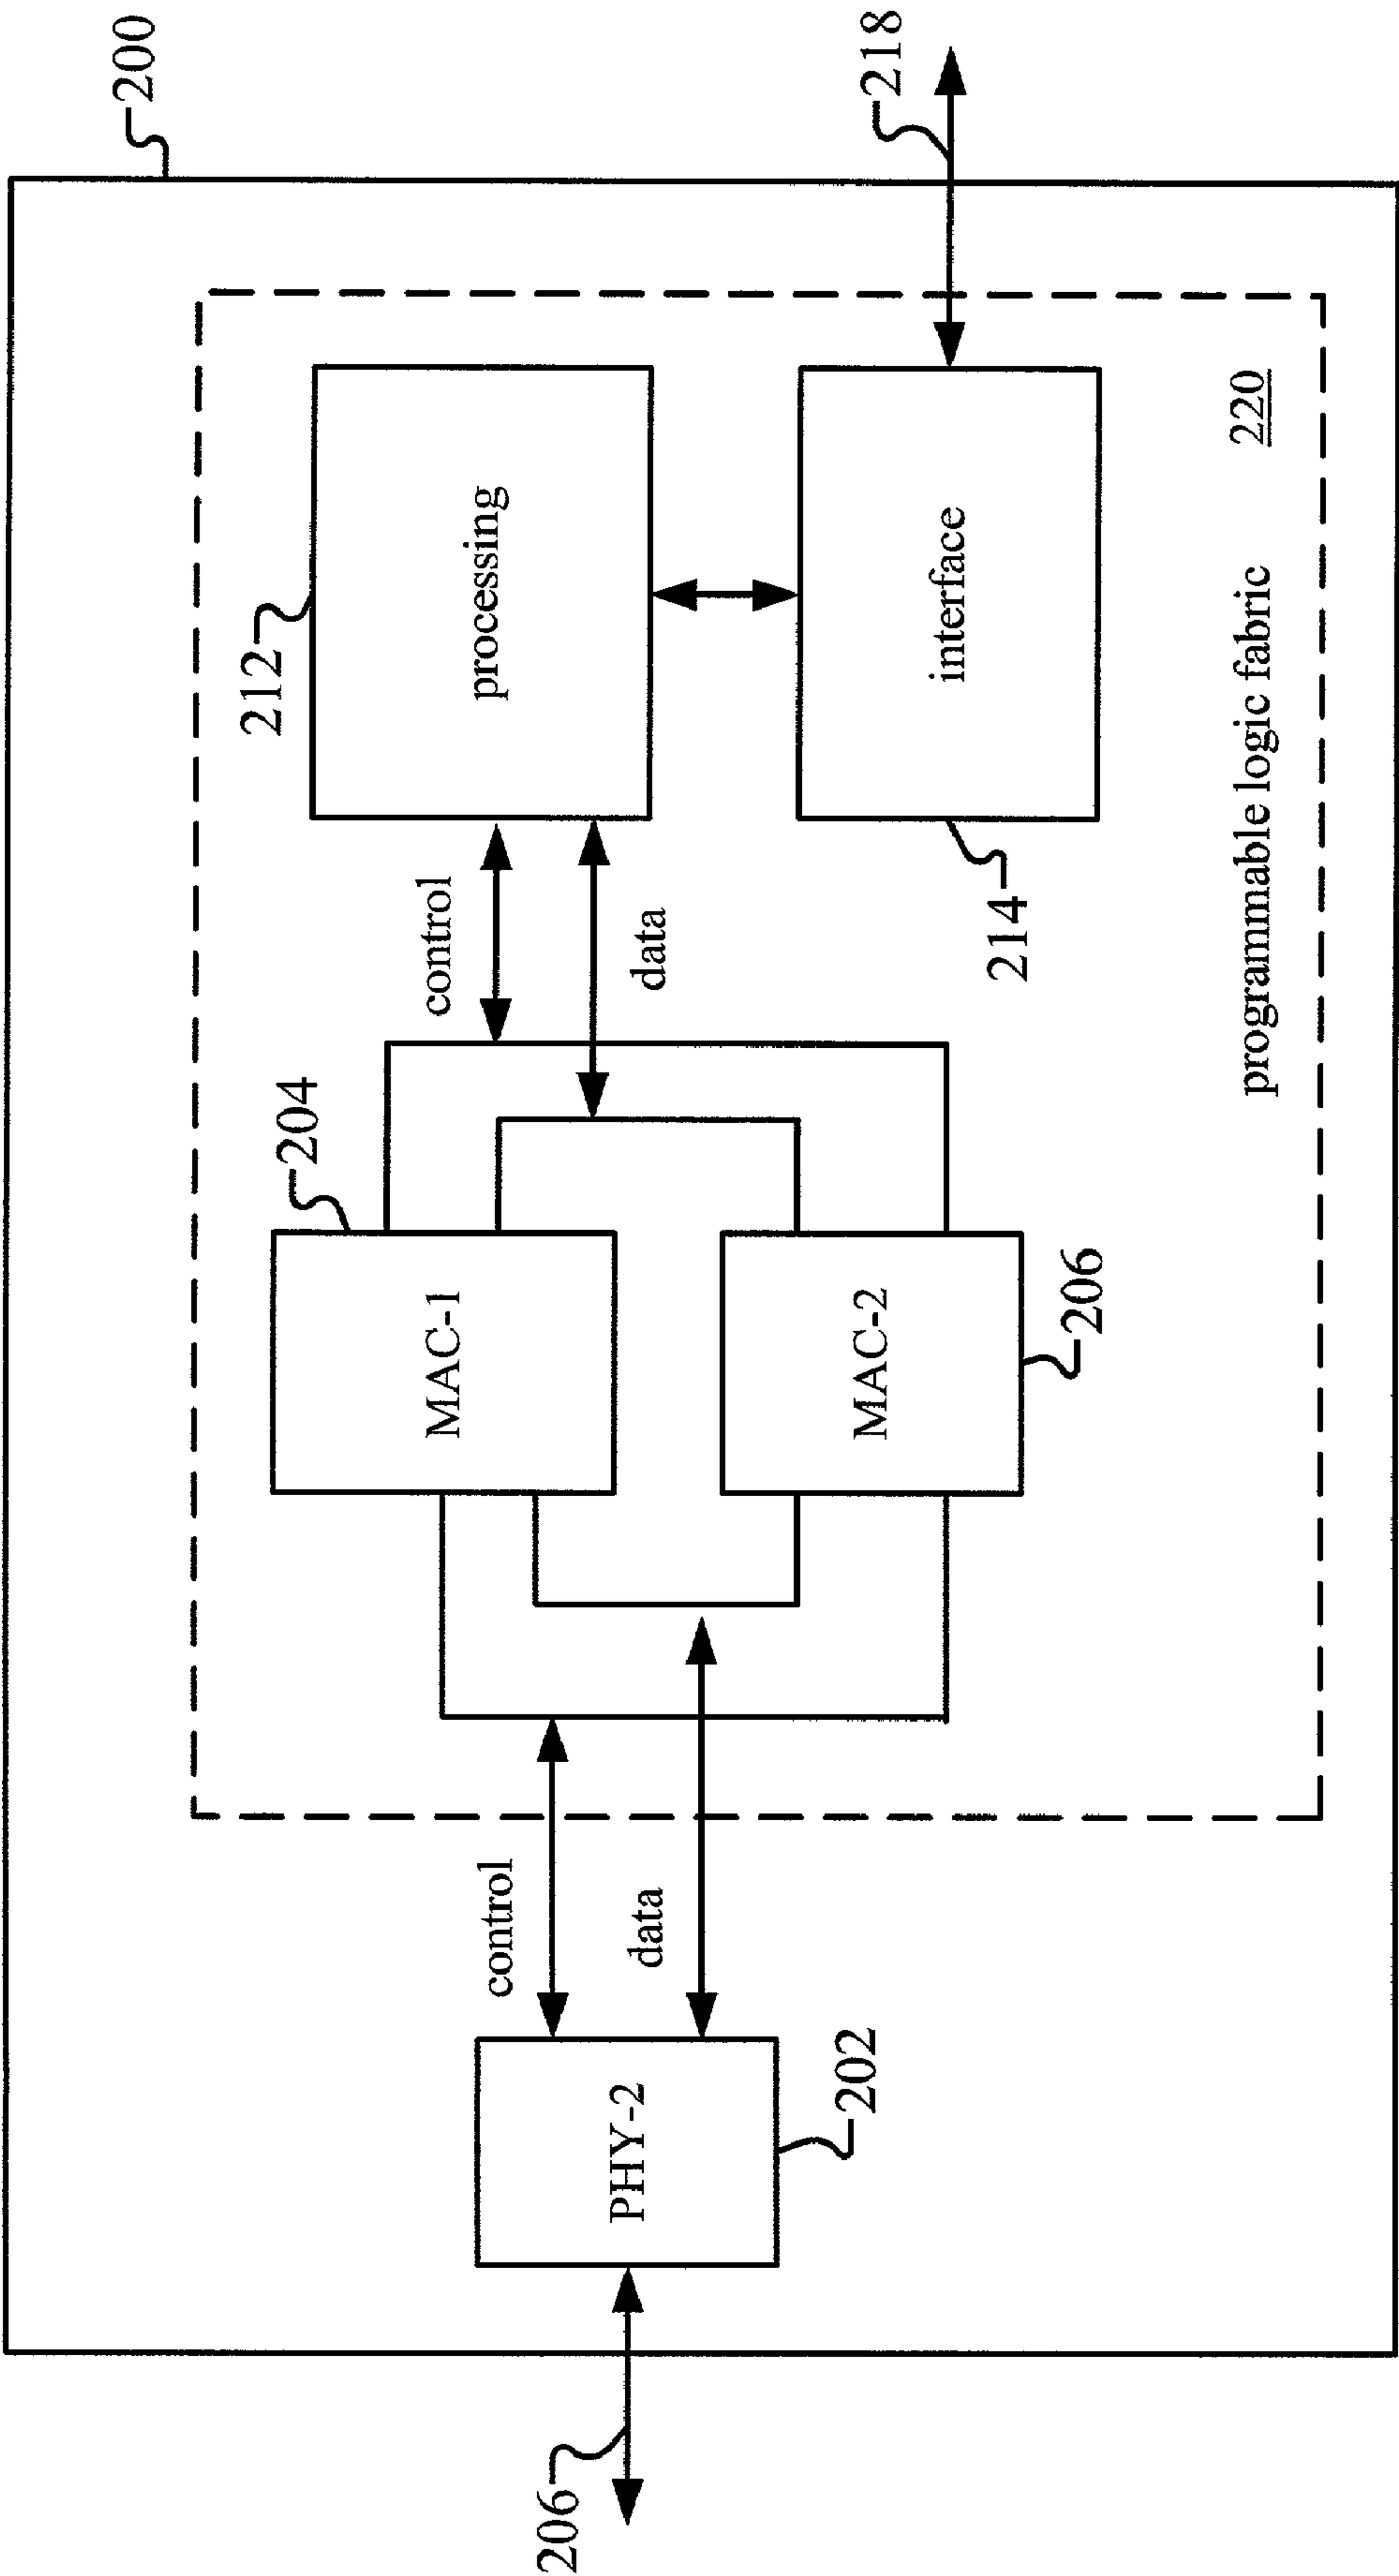 200
218
212
processing
interface
214
control
data
204
MAC-1
MAC-2
206
control
data
PHY-2
202
206
programmable logic fabric
220